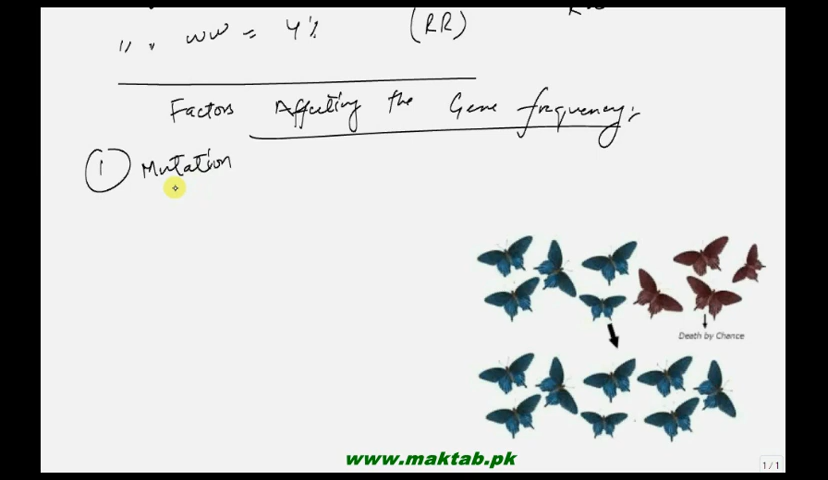 ,, , ww = 4% (RR)
Factors Affecting the Gene frequency:
1 Mutation
Death by Chance
www.maktab.pk
1/1